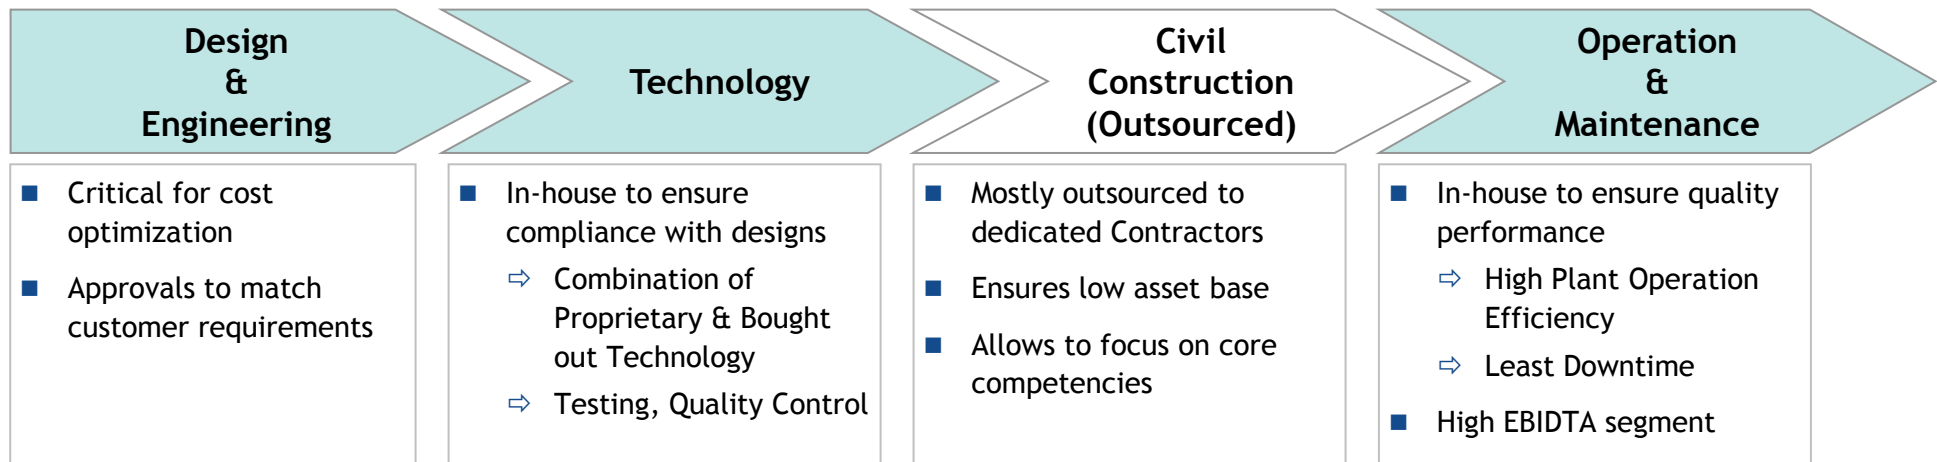 Design
&
Engineering
Technology
Civil
Construction
(Outsourced)
Operation
&
Maintenance
Critical for cost
optimization
Approvals to match
customer requirements
In-house to ensure
compliance with designs
Combination of
Proprietary & Bought
out Technology
Testing, Quality Control
Mostly outsourced to
dedicated Contractors
Ensures low asset base
Allows to focus on core
competencies
In-house to ensure quality
performance
High Plant Operation
Efficiency
Least Downtime
High EBIDTA segment